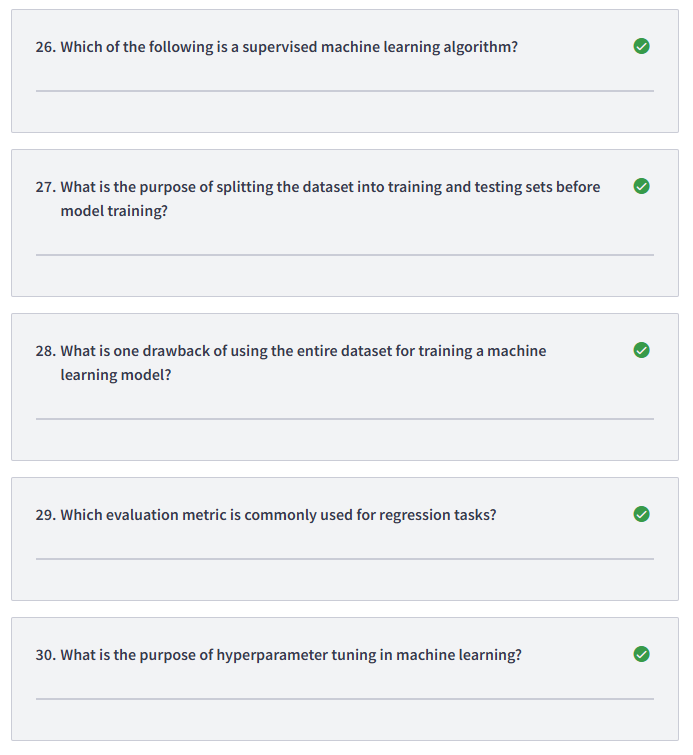 26. Which of the following is a supervised machine learning algorithm?
27. What is the purpose of splitting the dataset into training and testing sets before
model training?
28. What is one drawback of using the entire dataset for training a machine
learning model?
29. Which evaluation metric is commonly used for regression tasks?
30. What is the purpose of hyperparameter tuning in machine learning?